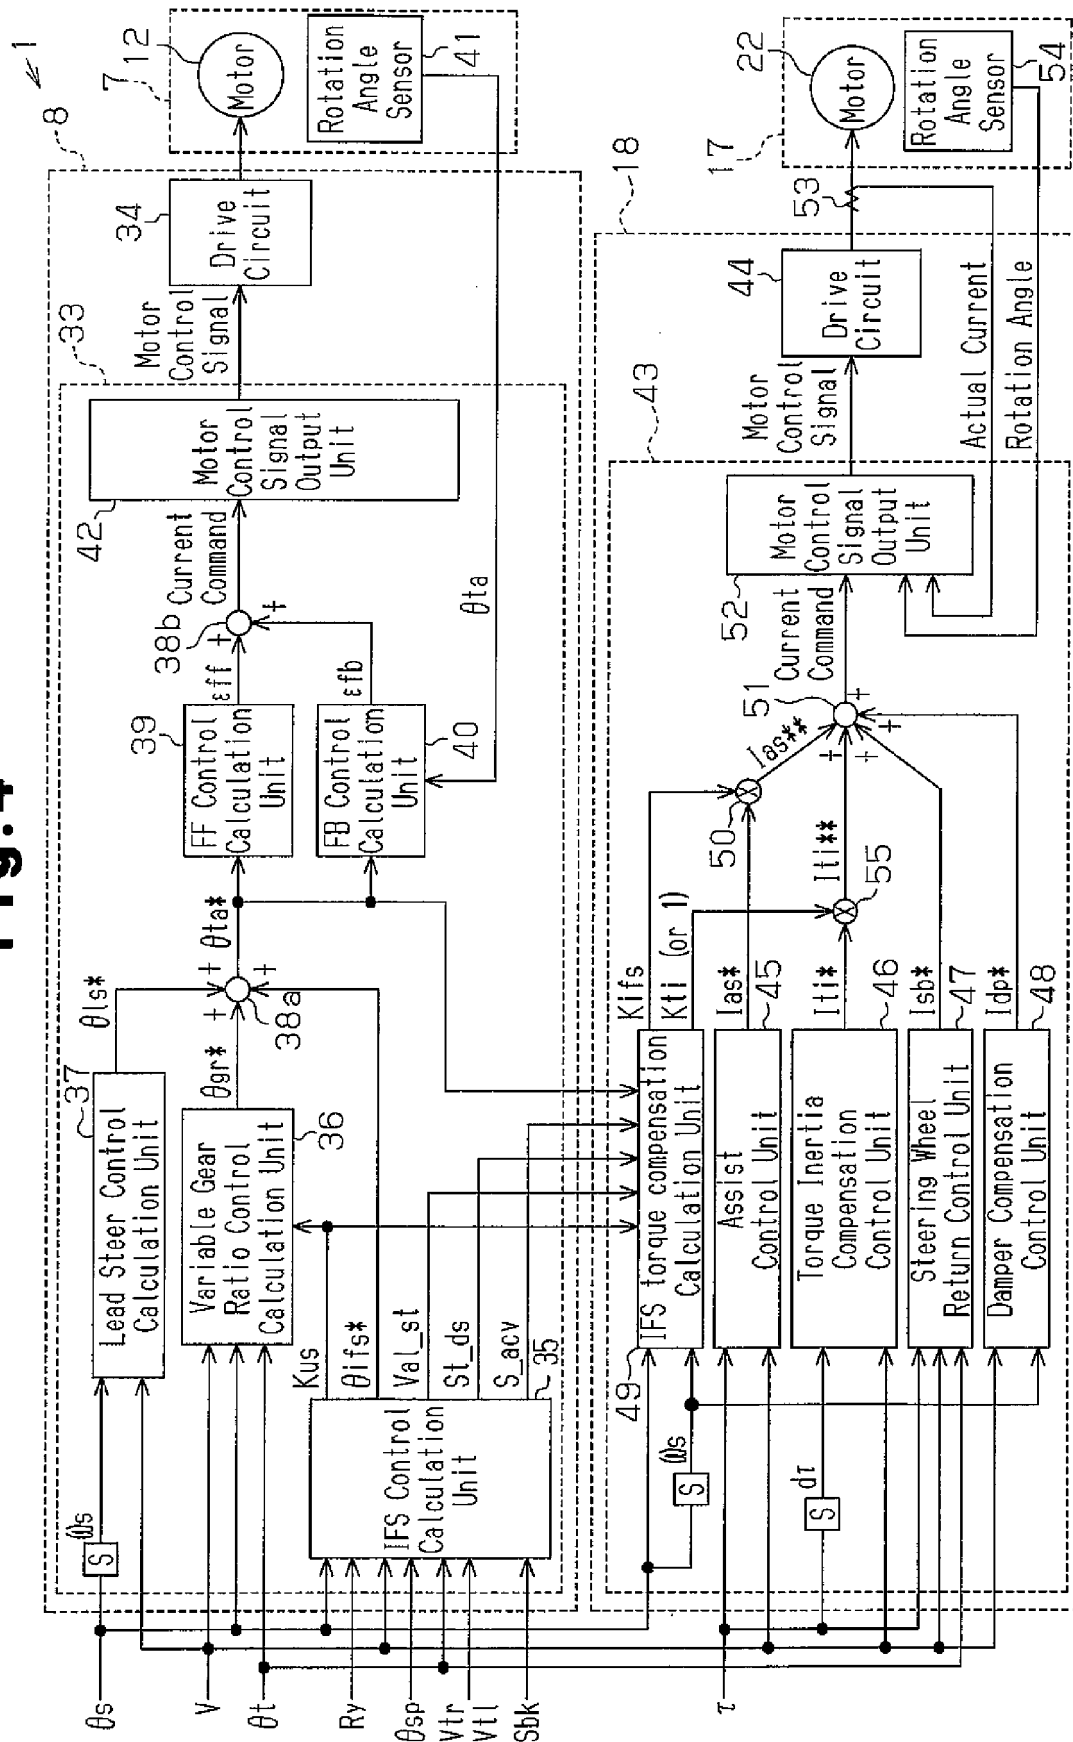 Fig.4
1
8
33
7
12
Motor
Rotation
Angle
Sensor
41
34
Drive
Circuit
Motor
Control
Signal
42
Motor
Control
Signal
Output
Unit
Current
Command
38b
+
+
εff
εfb
θta
39
FF Control
Calculation
Unit
FB Control
Calculation
Unit
40
θta*
θls*
+
+
+
38a
θgr*
37
Lead Steer Control
Calculation Unit
Variable Gear
Ratio Control
Calculation Unit
36
Kus
θifs*
Val_st
St_ds
S_acv
35
IFS Control
Calculation
Unit
S
ωs
θs
V
θt
Ry
θsp
Vtr
Vtl
Sbk
τ
17
22
Motor
Rotation
Angle
Sensor
54
53
18
44
Drive
Circuit
Actual Current
Rotation Angle
43
Motor
Control
Signal
52
Motor
Control
Signal
Output
Unit
Current
Command
51
+
+
+
+
Ias**
50
Iti**
55
Kifs
Kti (or 1)
Ias*
45
Iti*
46
Isb*
47
Idp*
48
49
IFS torque compensation
Calculation Unit
Assist
Control Unit
Torque Inertia
Compensation
Control Unit
Steering Wheel
Return Control Unit
Damper Compensation
Control Unit
S
ωs
S
dτ